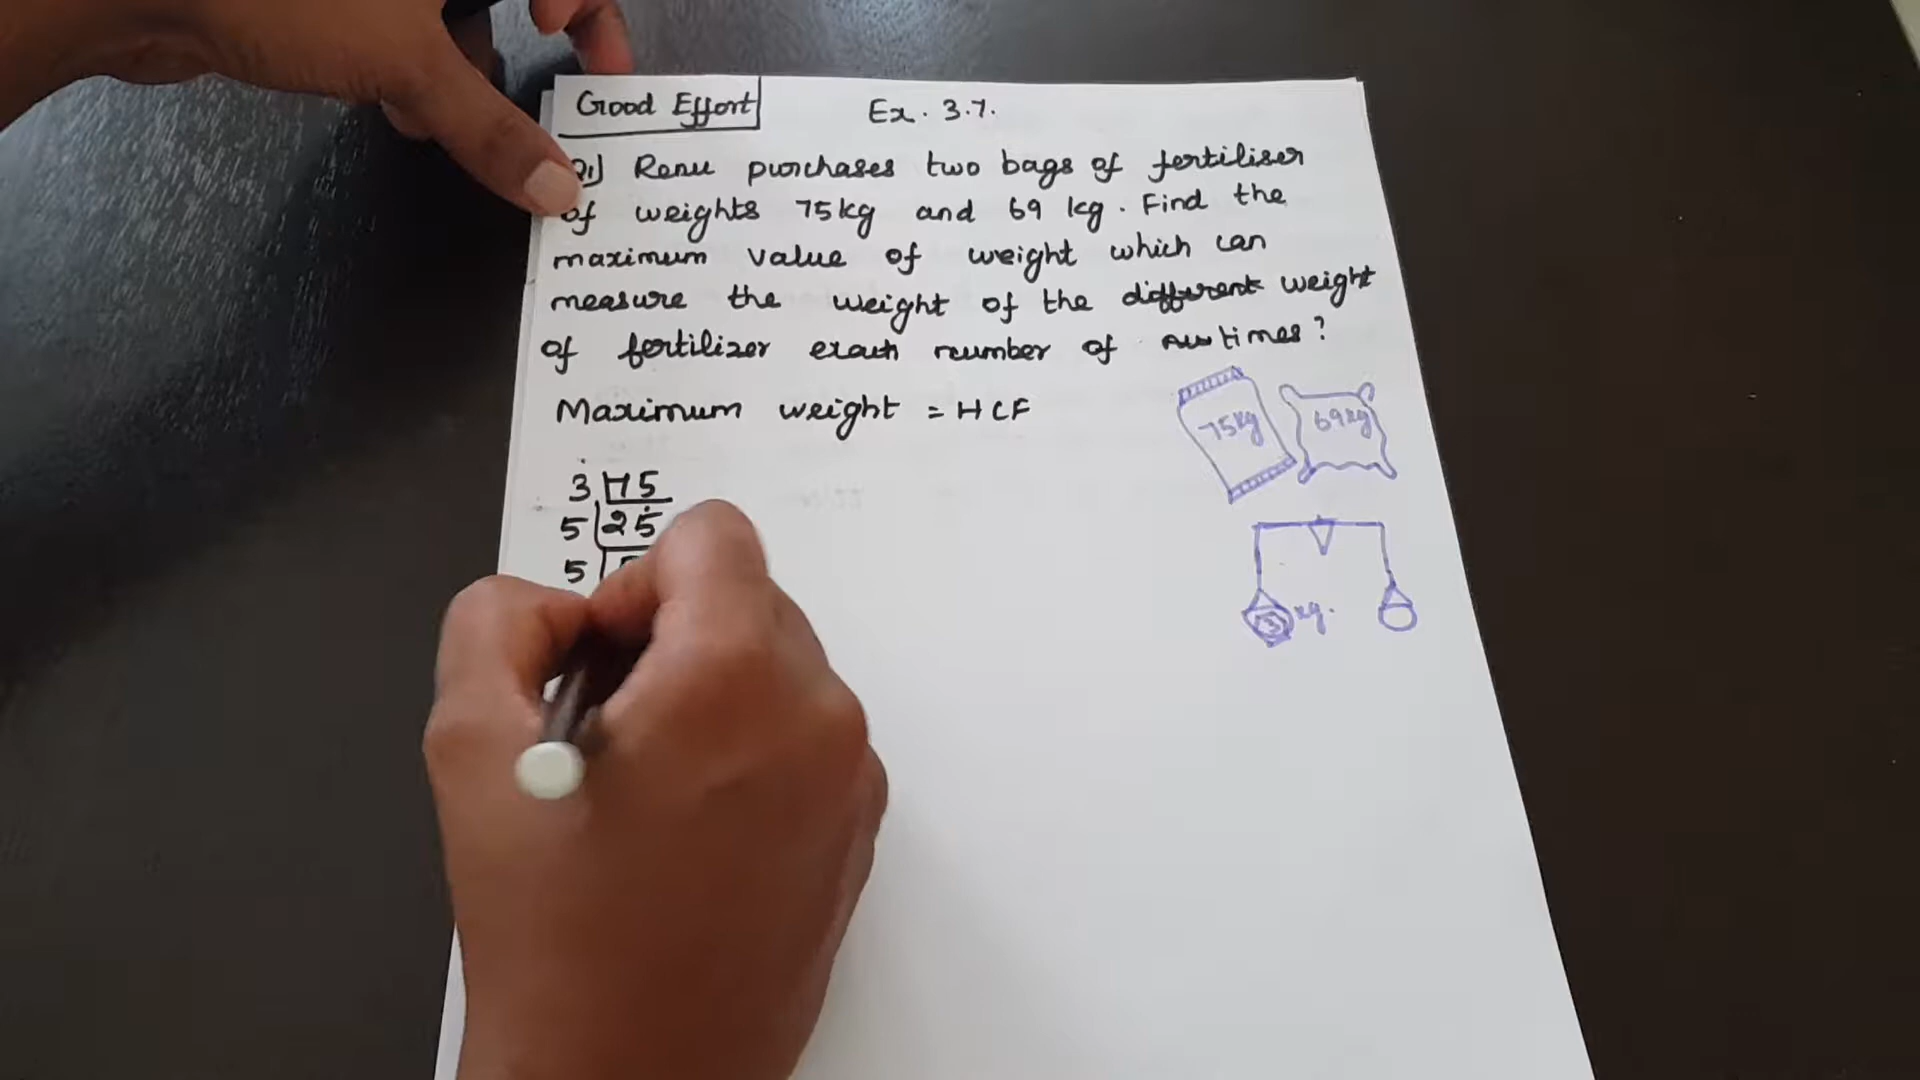 Good Effort
Ex. 3.7.
Q1) Renu purchases two bags of fertiliser
of weights 75kg and 69 kg. Find the
maximum value of weight which can
measure the weight of the different weight
of fertilizer exact number of times?
Maximum weight = HCF
75kg
69kg
3 75
5 25
5
3 kg.